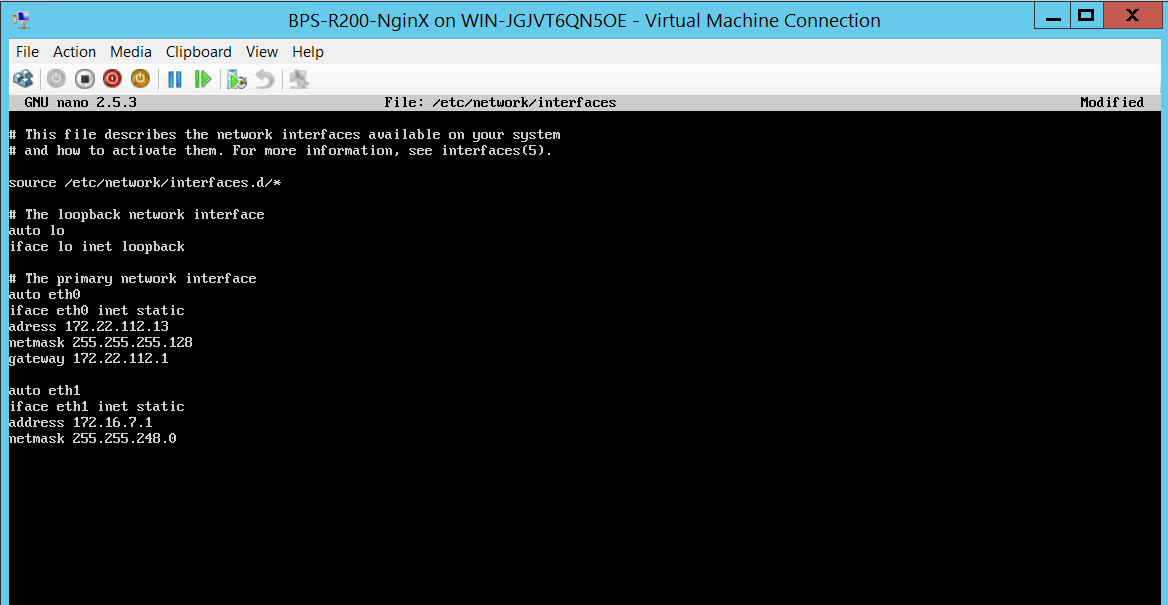 BPS-R200-NginX on WIN-JGJVT6QN5OE - Virtual Machine Connection
File Action Media Clipboard View Help
GNU nano 2.5.3 File: /etc/network/interfaces Modified
# This file describes the network interfaces available on your system
# and how to activate them. For more information, see interfaces(5).
source /etc/network/interfaces.d/*
# The loopback network interface
auto lo
iface lo inet loopback
# The primary network interface
auto eth0
iface eth0 inet static
adress 172.22.112.13
netmask 255.255.255.128
gateway 172.22.112.1
auto eth1
iface eth1 inet static
address 172.16.7.1
netmask 255.255.248.0